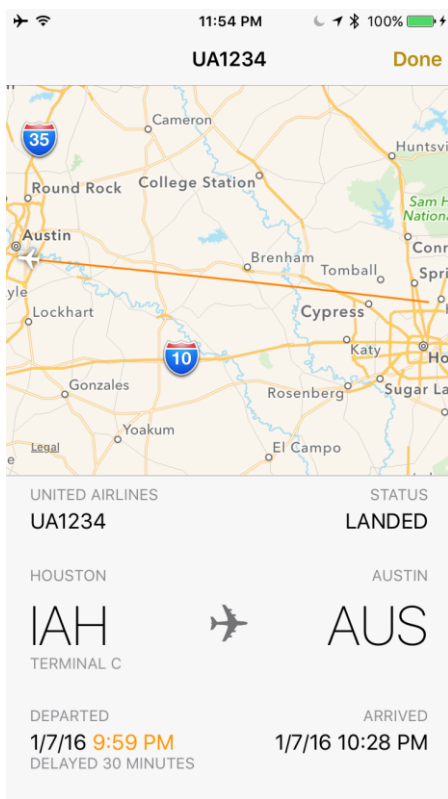 11:54 PM 100%
UA1234 Done
Cameron
35
Huntsvi
Round Rock College Station
Sam H
Nationa
Austin
Conr
Brenham
Tomball
Spri
yle
Lockhart
Cypress
10
Katy
Ho
Gonzales
Rosenberg
Sugar La
Yoakum
Legal
El Campo
e
UNITED AIRLINES STATUS
UA1234 LANDED
HOUSTON AUSTIN
IAH AUS
TERMINAL C
DEPARTED ARRIVED
1/7/16 9:59 PM 1/7/16 10:28 PM
DELAYED 30 MINUTES